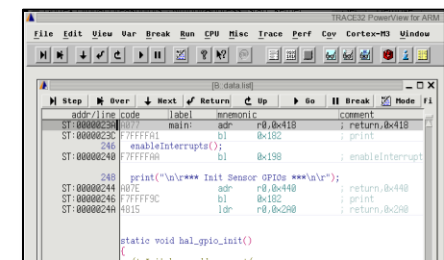 TRACE32 PowerView for ARM
File Edit View Var Break Run CPU Misc Trace Perf Cov Cortex-M3 Window
[B::data.list]
Step Over Next Return Up Go Break Mode Fi
addr/line code label mnemonic comment
ST:0000023A A077 main: adr r0,0x418 ; return,0x418
ST:0000023C F7FFFFA1 bl 0x182 ; print
246 enableInterrupts();
ST:00000240 F7FFFFAA bl 0x198 ; enableInterrupt
248 print("\n\r*** Init Sensor GPIOs ***\n\r");
ST:00000244 A07E adr r0,0x440 ; return,0x440
ST:00000246 F7FFFF9C bl 0x182 ; print
ST:0000024A 4815 ldr r0,0x2A0 ; return,0x2A0
static void hal_gpio_init()
{